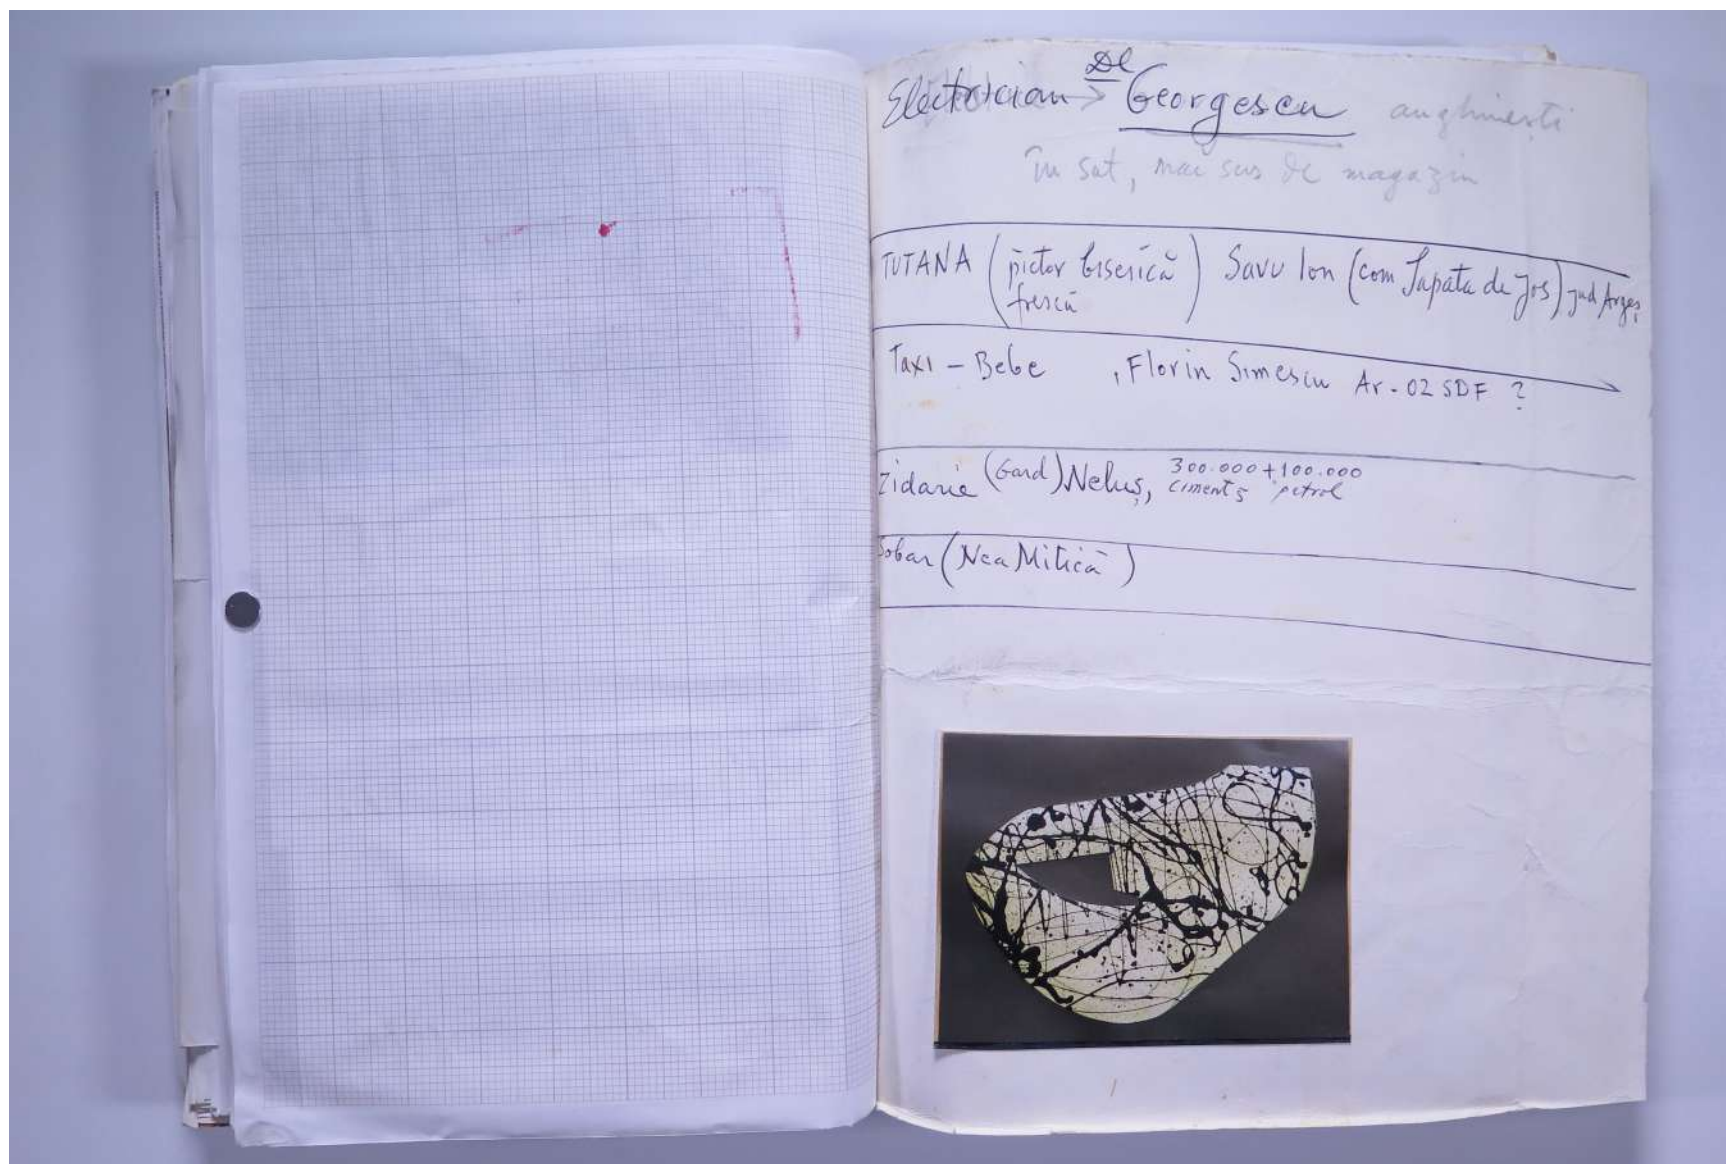 Electrician → Dl Georgescu anghinești
în sat, mai sus de magazin
TUTANA (pictor biserică frescă) Savu Ion (com Sapata de Jos) jud Argeș
Taxi - Bebe , Florin Simescu Ar-02 SDF ?
Zidarie (Gard) Neluș, 300.000 + 100.000
ciment petrol
Sobar (Nea Mitică)